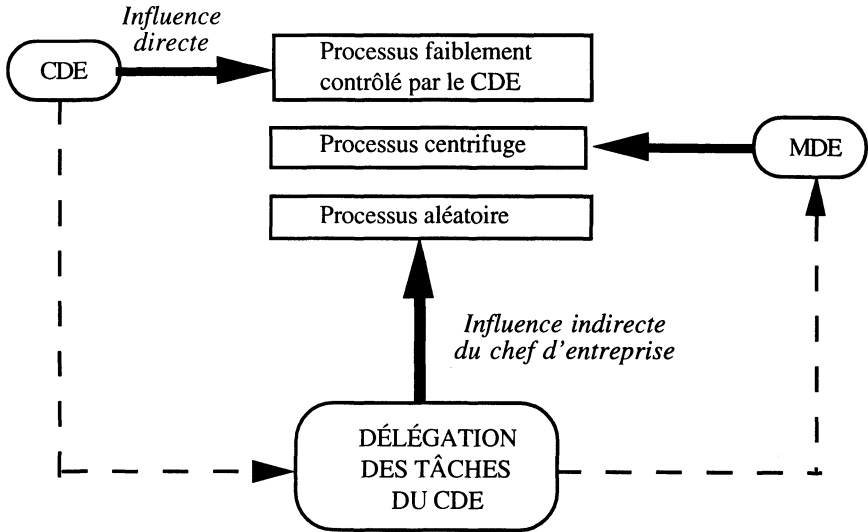 Influence
directe
CDE
Processus faiblement
contrôlé par le CDE
Processus centrifuge
MDE
Processus aléatoire
Influence indirecte
du chef d'entreprise
DÉLÉGATION
DES TÂCHES
DU CDE